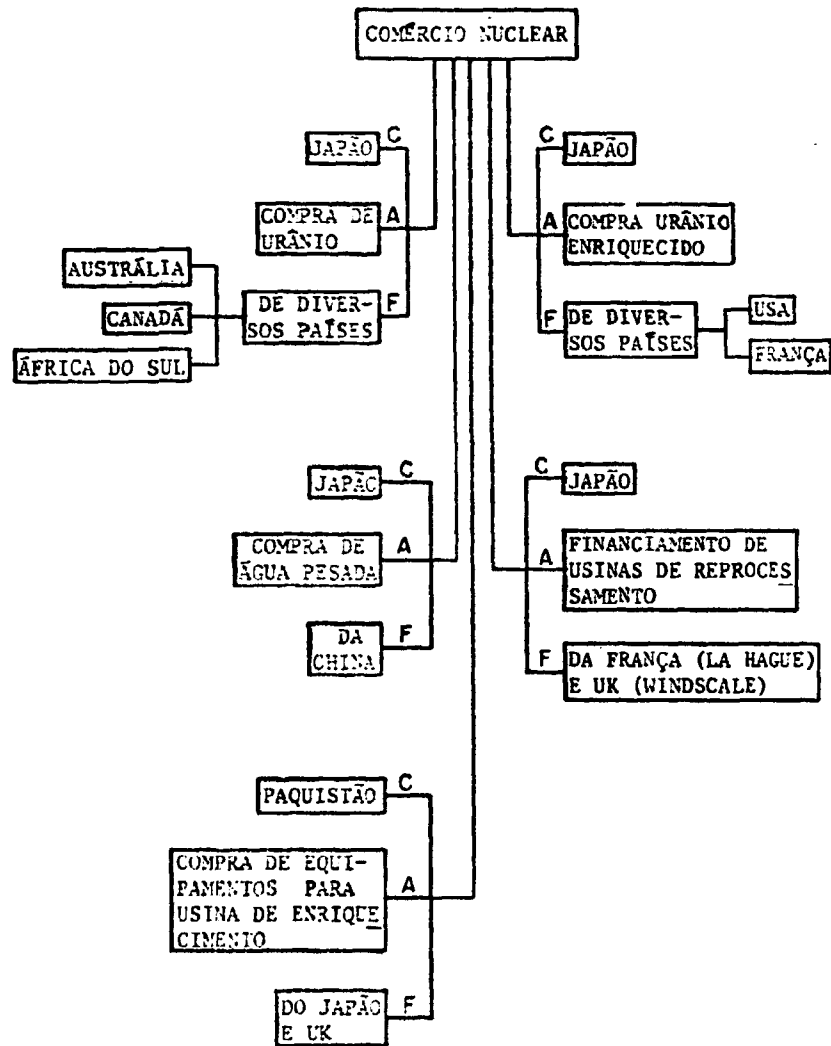 COMÉRCIO NUCLEAR
C
JAPÃO
A
COMPRA DE
URÂNIO
F
DE DIVER-
SOS PAÍSES
AUSTRÁLIA
CANADÁ
ÁFRICA DO SUL
C
JAPÃO
A
COMPRA URÂNIO
ENRIQUECIDO
F
DE DIVER-
SOS PAÍSES
USA
FRANÇA
C
JAPÃO
A
COMPRA DE
ÁGUA PESADA
F
DA
CHINA
C
JAPÃO
A
FINANCIAMENTO DE
USINAS DE REPROCES
SAMENTO
F
DA FRANÇA (LA HAGUE)
E UK (WINDSCALE)
C
PAQUISTÃO
A
COMPRA DE EQUI-
PAMENTOS PARA
USINA DE ENRIQUE
CIMENTO
F
DO JAPÃO
E UK